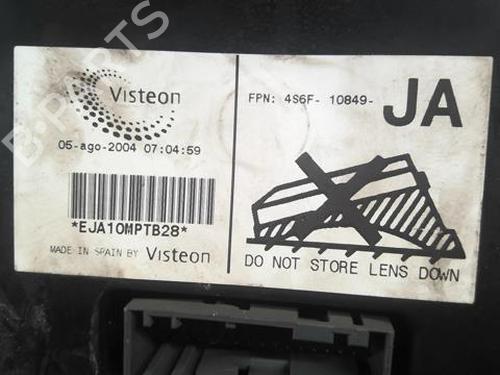 Visteon
05-ago-2004 07:04:59
*EJA10MPTB28*
MADE IN SPAIN BY Visteon
FPN: 4S6F- 10849- JA
DO NOT STORE LENS DOWN
B-PARTS